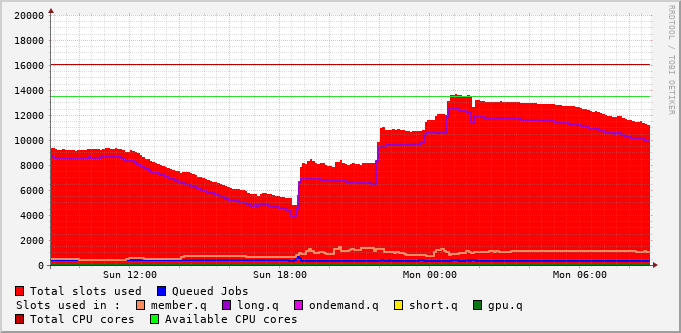 20000
18000
16000
14000
12000
10000
8000
6000
4000
2000
0
Sun 12:00 Sun 18:00 Mon 00:00 Mon 06:00
RRDTOOL / TOBI OETIKER
Total slots used Queued Jobs
Slots used in : member.q long.q ondemand.q short.q gpu.q
Total CPU cores Available CPU cores